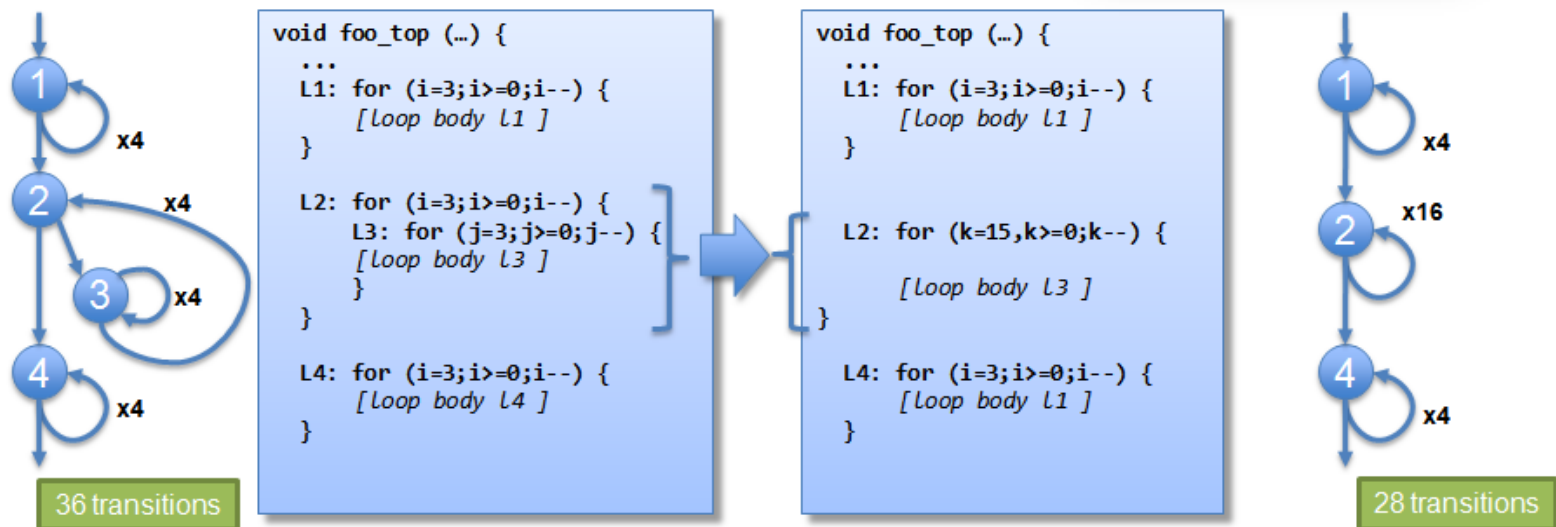 1
x4
2
x4
3
x4
4
x4
36 transitions
void foo_top (…) {
...
L1: for (i=3;i>=0;i--) {
[loop body l1 ]
}
L2: for (i=3;i>=0;i--) {
L3: for (j=3;j>=0;j--) {
[loop body l3 ]
}
}
L4: for (i=3;i>=0;i--) {
[loop body l4 ]
}
void foo_top (…) {
...
L1: for (i=3;i>=0;i--) {
[loop body l1 ]
}
L2: for (k=15,k>=0;k--) {
[loop body l3 ]
}
L4: for (i=3;i>=0;i--) {
[loop body l1 ]
}
1
x4
x16
2
4
x4
28 transitions